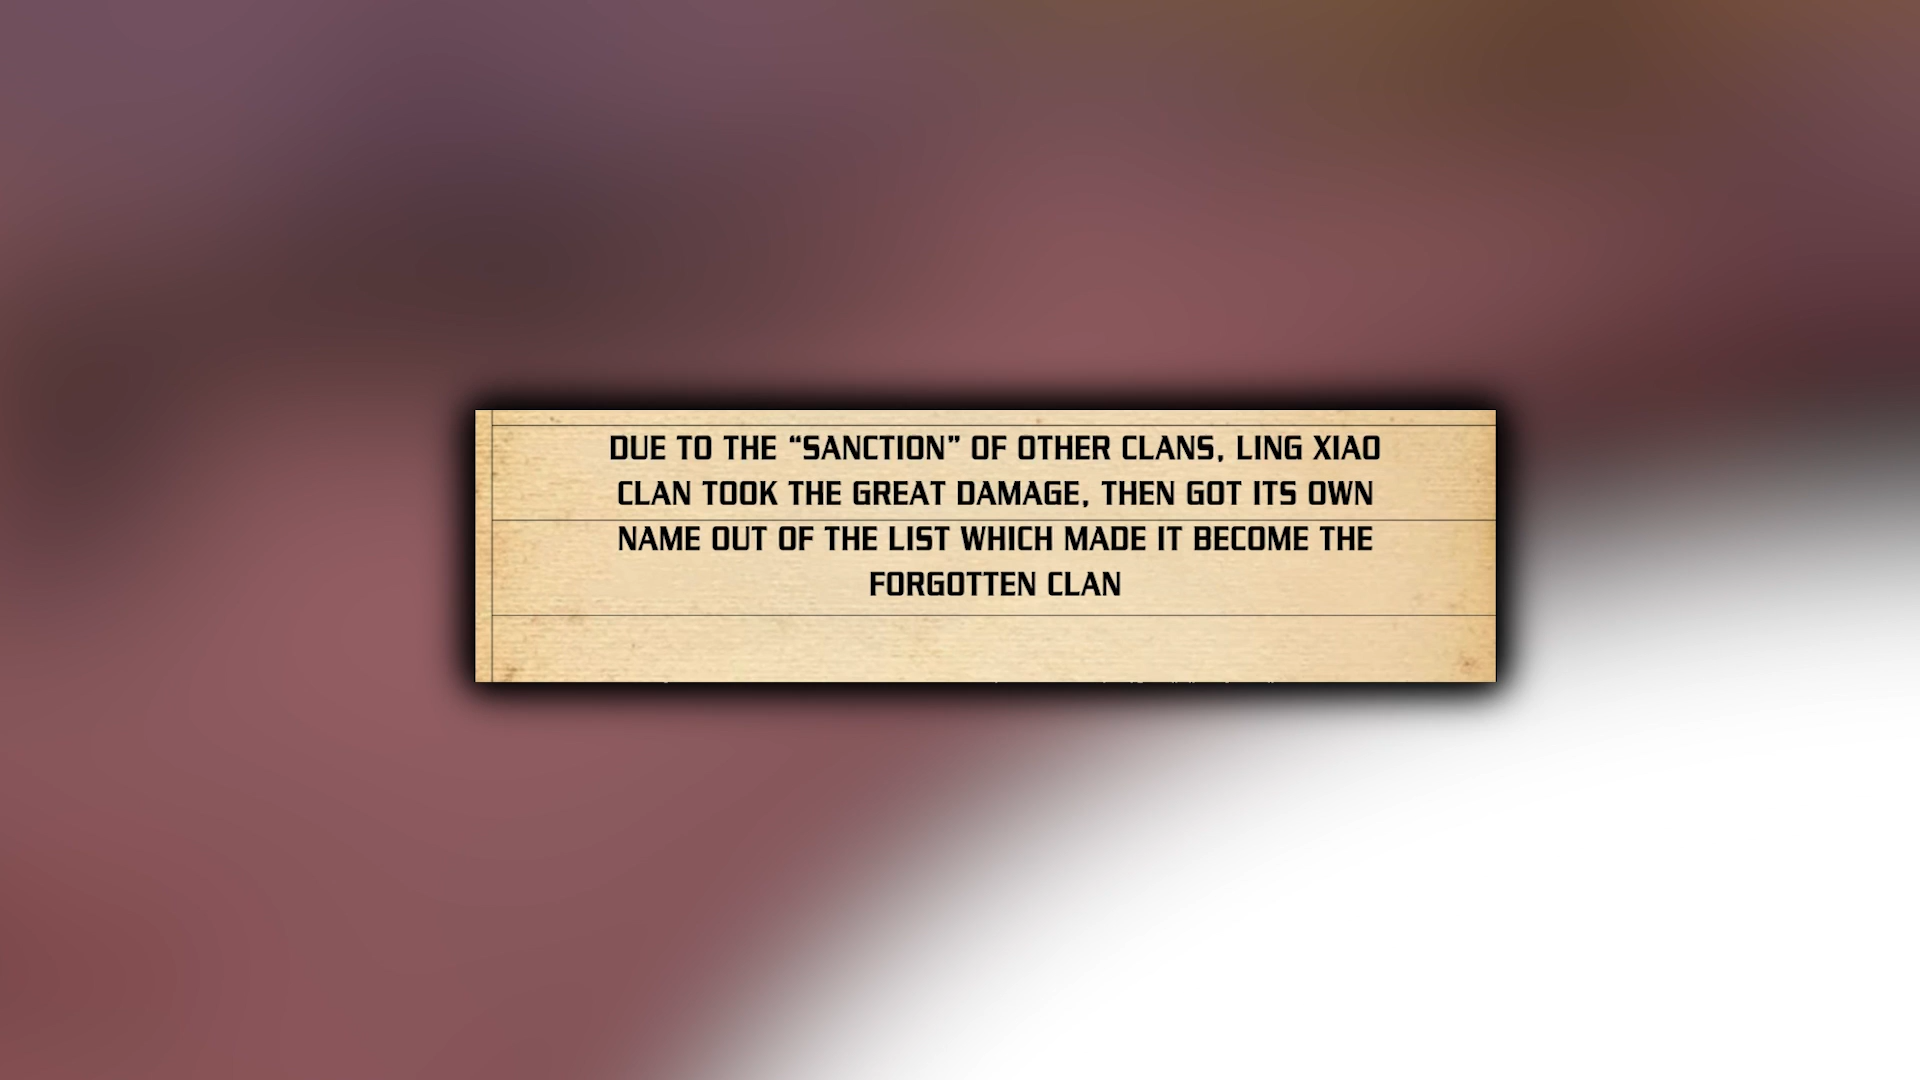 DUE TO THE “SANCTION” OF OTHER CLANS, LING XIAO
CLAN TOOK THE GREAT DAMAGE, THEN GOT ITS OWN
NAME OUT OF THE LIST WHICH MADE IT BECOME THE
FORGOTTEN CLAN